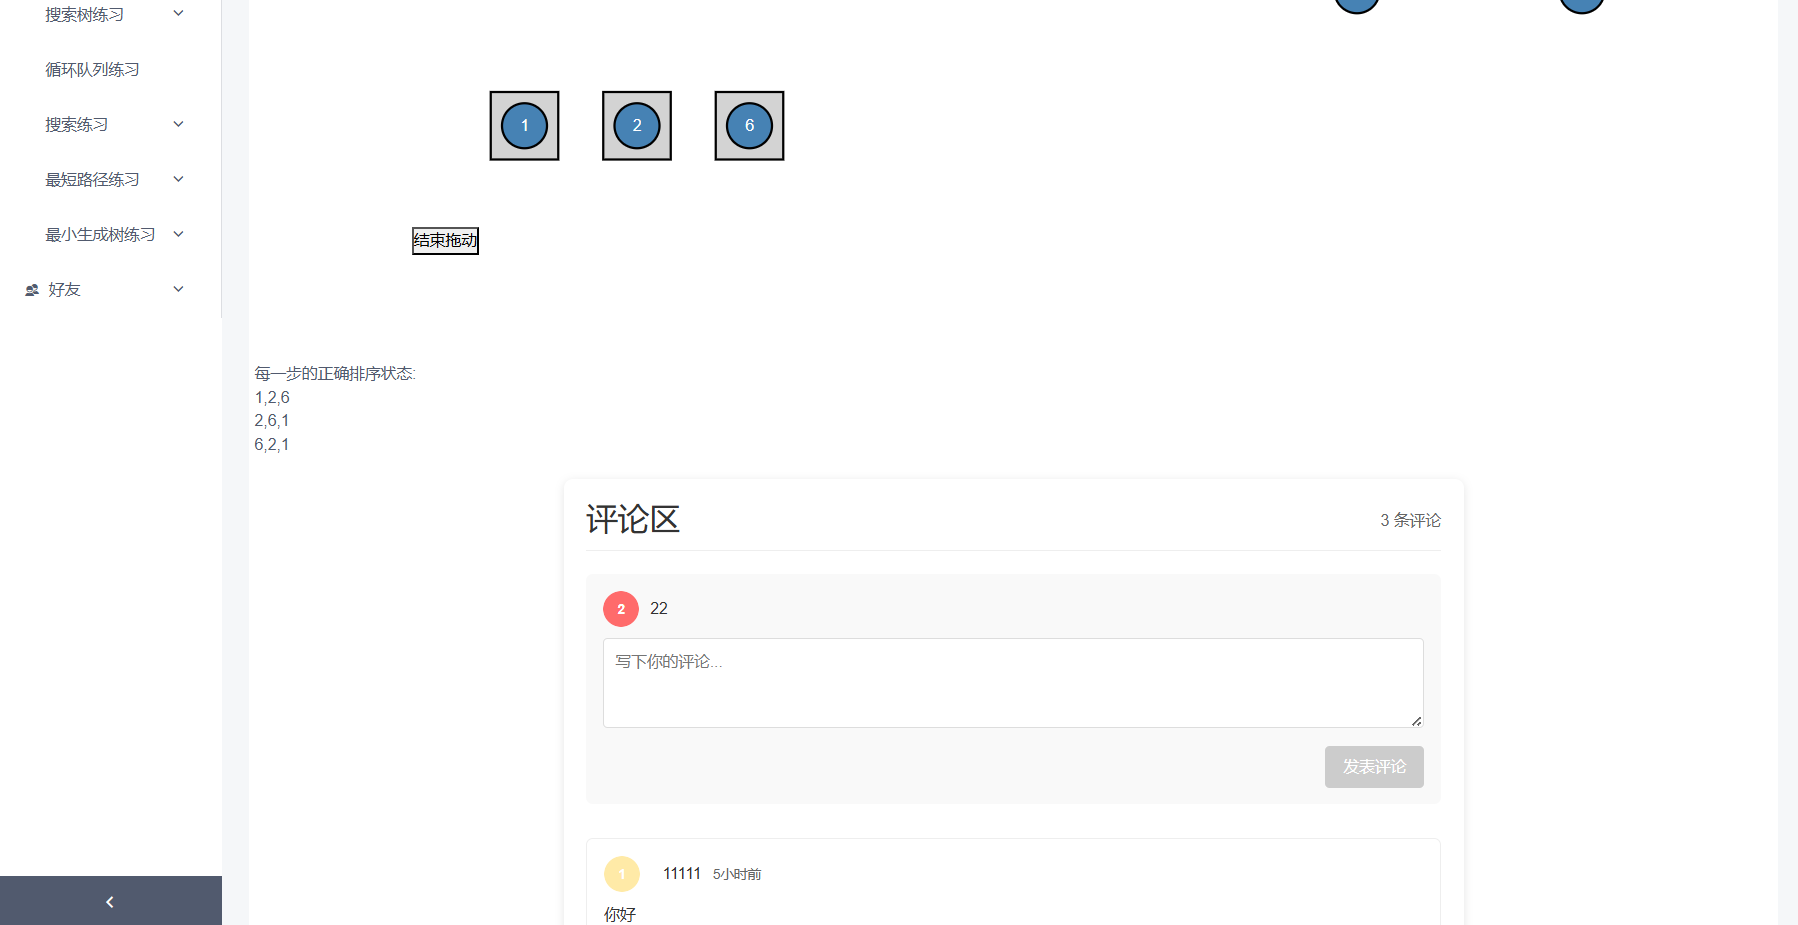 搜索树练习
循环队列练习
搜索练习
最短路径练习
最小生成树练习
好友
1 2 6
结束拖动
每一步的正确排序状态:
1,2,6
2,6,1
6,2,1
评论区
3 条评论
2 22
写下你的评论...
发表评论
1 11111 5小时前
你好